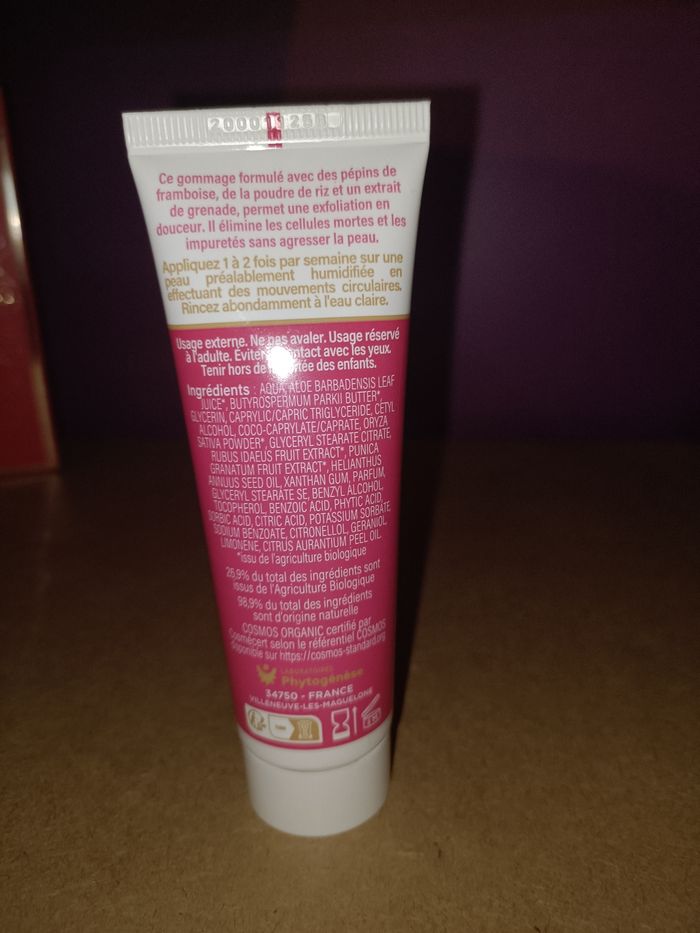 Ce gommage formulé avec des pépins de
framboise, de la poudre de riz et un extrait
de grenade, permet une exfoliation en
douceur. Il élimine les cellules mortes et les
impuretés sans agresser la peau.
Appliquez 1 à 2 fois par semaine sur une
peau préalablement humidifiée en
effectuant des mouvements circulaires.
Rincez abondamment à l'eau claire.
Usage externe. Ne pas avaler. Usage réservé
à l'adulte. Éviter contact avec les yeux.
Tenir hors de portée des enfants.
Ingrédients : AQUA, ALOE BARBADENSIS LEAF
JUICE*, BUTYROSPERMUM PARKII BUTTER*,
GLYCERIN, CAPRYLIC/CAPRIC TRIGLYCERIDE, CETYL
ALCOHOL, COCO-CAPRYLATE/CAPRATE, ORYZA
SATIVA POWDER*, GLYCERYL STEARATE CITRATE,
RUBUS IDAEUS FRUIT EXTRACT*, PUNICA
GRANATUM FRUIT EXTRACT*, HELIANTHUS
ANNUUS SEED OIL, XANTHAN GUM, PARFUM,
GLYCERYL STEARATE SE, BENZYL ALCOHOL,
TOCOPHEROL, BENZOIC ACID, PHYTIC ACID,
SORBIC ACID, CITRIC ACID, POTASSIUM SORBATE,
SODIUM BENZOATE, CITRONELLOL, GERANIOL,
LIMONENE, CITRUS AURANTIUM PEEL OIL
*issu de l'agriculture biologique
26,9% du total des ingrédients sont
issus de l'Agriculture Biologique
98,9% du total des ingrédients
sont d'origine naturelle
COSMOS ORGANIC certifié par
Cosmécert selon le référentiel COSMOS
disponible sur https://cosmos-standard.org
LABORATOIRES
Phytogénèse
34750 - FRANCE
VILLENEUVE-LES-MAGUELONE